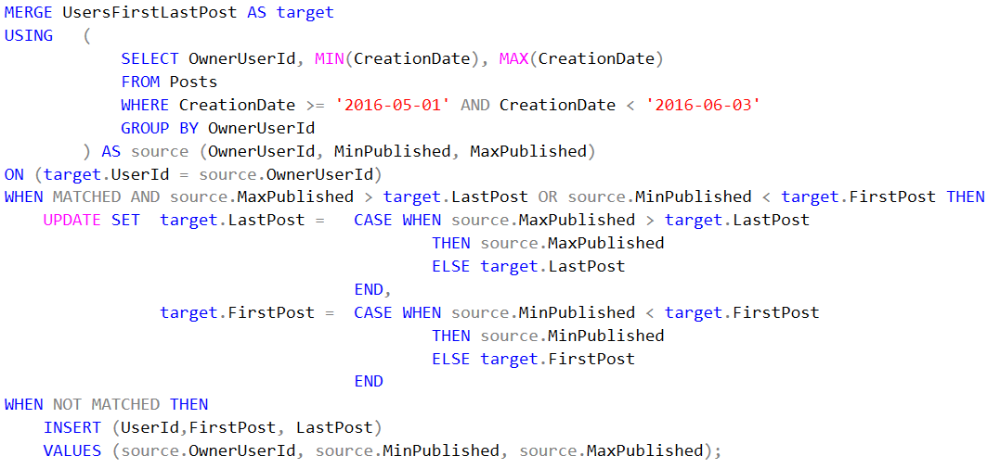 MERGE UsersFirstLastPost AS target
USING   (
            SELECT OwnerUserId, MIN(CreationDate), MAX(CreationDate)
            FROM Posts
            WHERE CreationDate >= '2016-05-01' AND CreationDate < '2016-06-03'
            GROUP BY OwnerUserId
        ) AS source (OwnerUserId, MinPublished, MaxPublished)
ON (target.UserId = source.OwnerUserId)
WHEN MATCHED AND source.MaxPublished > target.LastPost OR source.MinPublished < target.FirstPost THEN
    UPDATE SET  target.LastPost =   CASE WHEN source.MaxPublished > target.LastPost
                                            THEN source.MaxPublished
                                            ELSE target.LastPost
                                    END,
                target.FirstPost =  CASE WHEN source.MinPublished < target.FirstPost
                                            THEN source.MinPublished
                                            ELSE target.FirstPost
                                    END
WHEN NOT MATCHED THEN
    INSERT (UserId,FirstPost, LastPost)
    VALUES (source.OwnerUserId, source.MinPublished, source.MaxPublished);